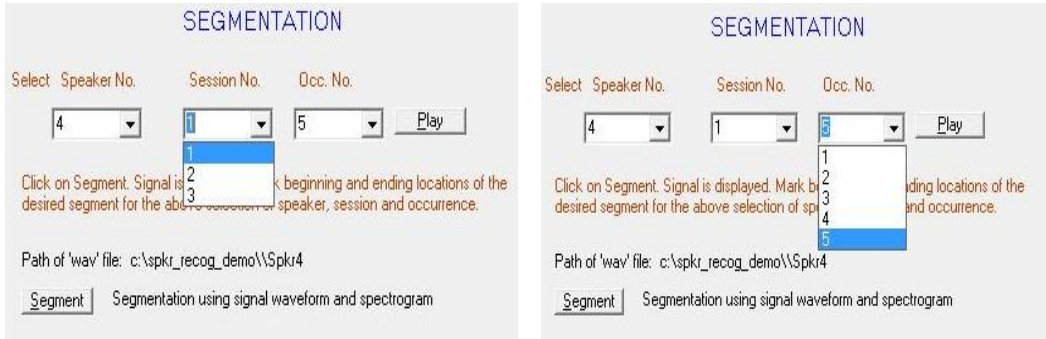 SEGMENTATION
Select Speaker No. Session No. Occ. No.
4 1 5 Play
1
2
3
Click on Segment. Signal is k beginning and ending locations of the
desired segment for the above selection of speaker, session and occurrence.
Path of 'wav' file: c:\spkr_recog_demo\\Spkr4
Segment Segmentation using signal waveform and spectrogram
SEGMENTATION
Select Speaker No. Session No. Occ. No.
4 1 5 Play
1
2
3
4
5
Click on Segment. Signal is displayed. Mark b nding locations of the
desired segment for the above selection of sp and occurrence.
Path of 'wav' file: c:\spkr_recog_demo\\Spkr4
Segment Segmentation using signal waveform and spectrogram